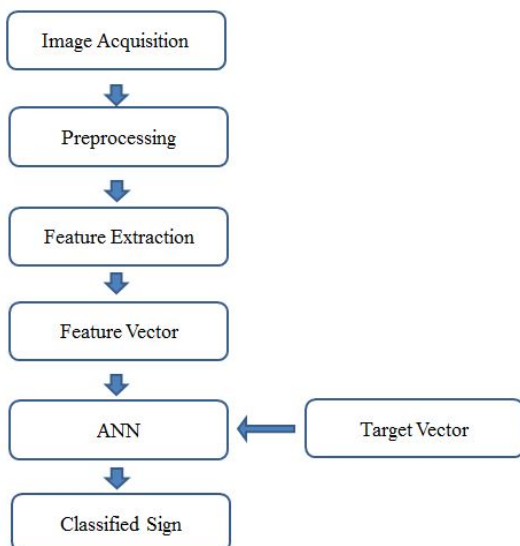 Image Acquisition
Preprocessing
Feature Extraction
Feature Vector
ANN
Target Vector
Classified Sign